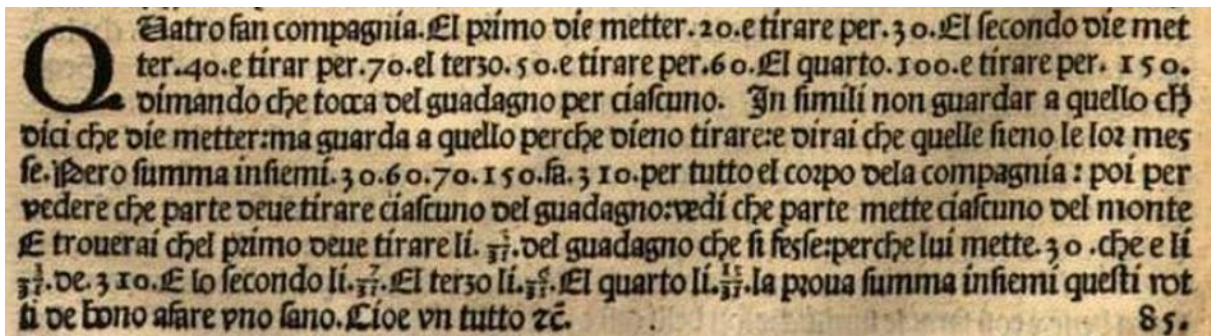 QUatro fan compagnia. El primo die metter. 20. e tirare per. 30. El secondo die met
ter. 40. e tirar per. 70. el terzo. 50. e tirare per. 60. El quarto. 100. e tirare per. 150.
dimando che tocca del guadagno per ciascuno. In simili non guardar a quello ch̄
dici che die metter: ma guarda a quello perche dieno tirare: e dirai che quelle sieno le lor mes
se. Pero summa insiemi. 30. 60. 70. 150. fa. 310. per tutto el corpo dela compagnia: poi per
vedere che parte deue tirare ciascuno del guadagno: vedi che parte mette ciascuno del monte
E trouerai chel primo deue tirare li. 3/31. del guadagno che si fesse: perche lui mette. 30. che e li
3/31. de. 310. E lo secondo li. 7/31. El terzo li. 6/31. El quarto li. 15/31. la proua summa insiemi questi rot
ti de bono afare vno sano. Cioe vn tutto ⁊c̄.
85.